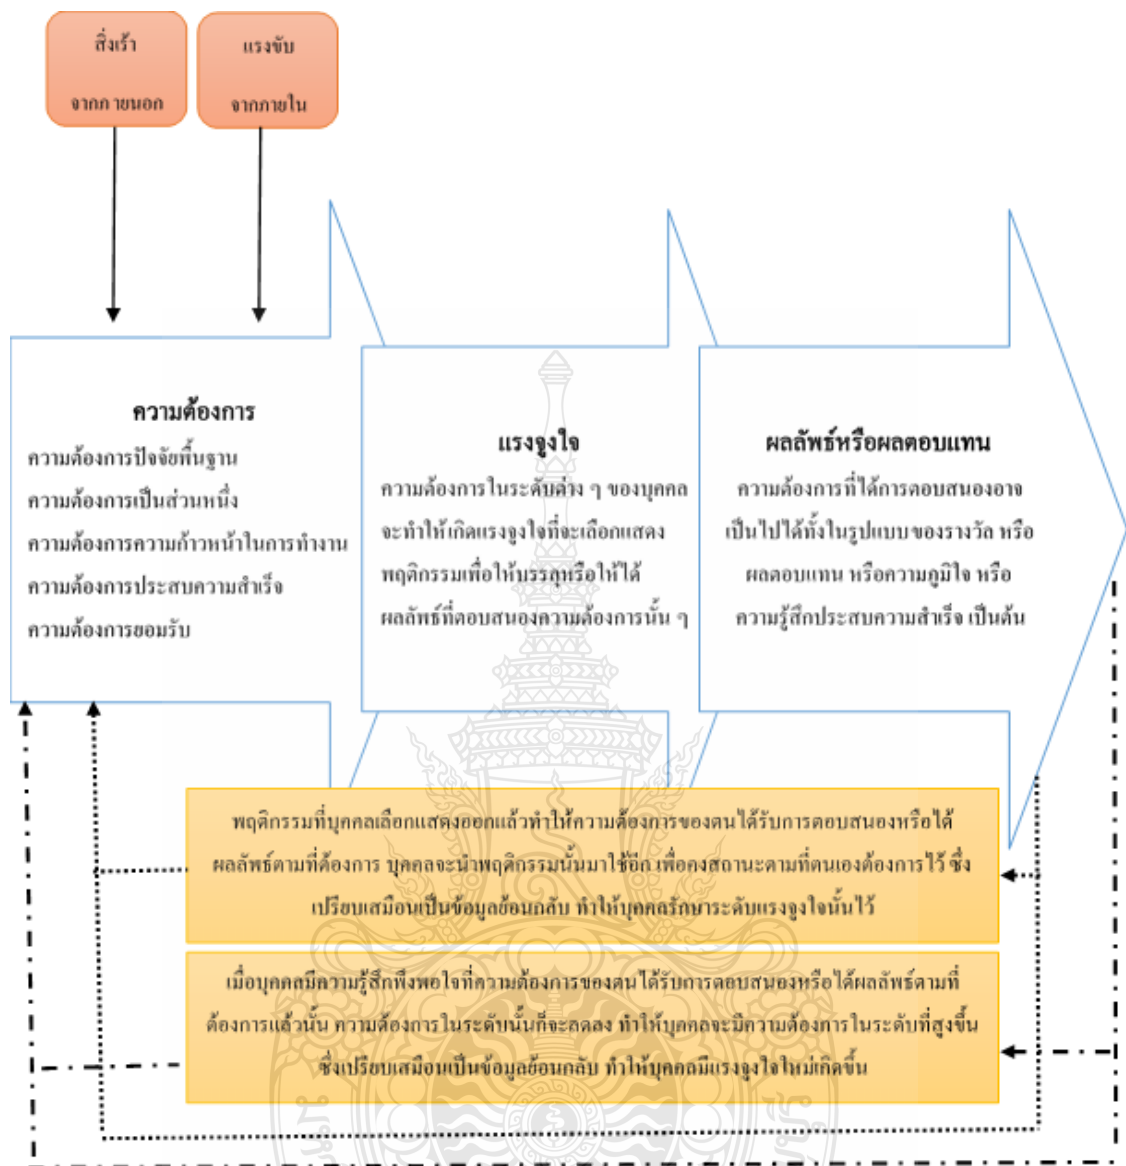 สิ่งเร้า
จากภายนอก
แรงขับ
จากภายใน
ความต้องการ
ความต้องการปัจจัยพื้นฐาน
ความต้องการเป็นส่วนหนึ่ง
ความต้องการความก้าวหน้าในการทำงาน
ความต้องการประสบความสำเร็จ
ความต้องการยอมรับ
แรงจูงใจ
ความต้องการในระดับต่าง ๆ ของบุคคล
จะทำให้เกิดแรงจูงใจที่จะเลือกแสดง
พฤติกรรมเพื่อให้บรรลุหรือให้ได้
ผลลัพธ์ที่ตอบสนองความต้องการนั้น ๆ
ผลลัพธ์หรือผลตอบแทน
ความต้องการที่ได้การตอบสนองอาจ
เป็นไปได้ทั้งในรูปแบบ ของรางวัล หรือ
ผลตอบแทน หรือความภูมิใจ หรือ
ความรู้สึกประสบความสำเร็จ เป็นต้น
พฤติกรรมที่บุคคลเลือกแสดงออกแล้วทำให้ความต้องการของตนได้รับการตอบสนองหรือได้
ผลลัพธ์ตามที่ต้องการ บุคคลจะนำพฤติกรรมนั้นมาใช้อีก เพื่อคงสถานะตามที่ตนเองต้องการไว้ ซึ่ง
เปรียบเสมือนเป็นข้อมูลย้อนกลับ ทำให้บุคคลรักษาระดับแรงจูงใจนั้นไว้
เมื่อบุคคลมีความรู้สึกพึงพอใจที่ความต้องการของตนได้รับการตอบสนองหรือได้ผลลัพธ์ตามที่
ต้องการแล้วนั้น ความต้องการในระดับนั้นก็จะลดลง ทำให้บุคคลจะมีความต้องการในระดับที่สูงขึ้น
ซึ่งเปรียบเสมือนเป็นข้อมูลย้อนกลับ ทำให้บุคคลมีแรงจูงใจใหม่เกิดขึ้น